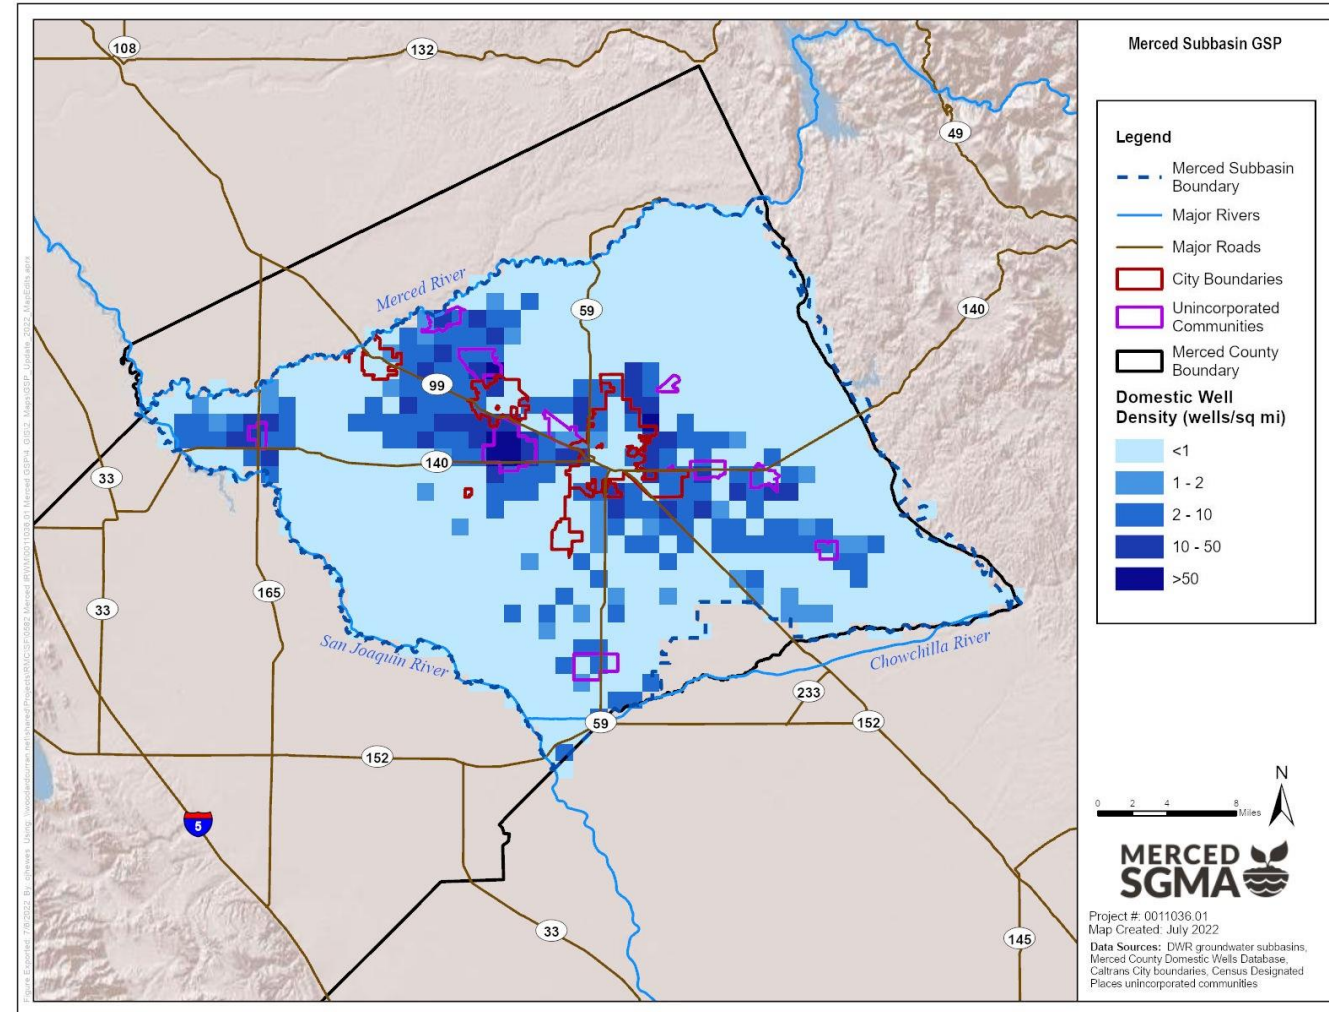 Merced Subbasin GSP
Legend
Merced Subbasin
Boundary
Major Rivers
Major Roads
City Boundaries
Unincorporated
Communities
Merced County
Boundary
Domestic Well
Density (wells/sq mi)
<1
1 - 2
2 - 10
10 - 50
>50
108
132
49
Merced River
59
140
99
140
33
165
33
San Joaquin River
Chowchilla River
233
59
152
152
5
33
145
N
0 2 4 8
Miles
MERCED
SGMA
Project #: 0011036.01
Map Created: July 2022
Data Sources: DWR groundwater subbasins,
Merced County Domestic Wells Database,
Caltrans City boundaries, Census Designated
Places unincorporated communities